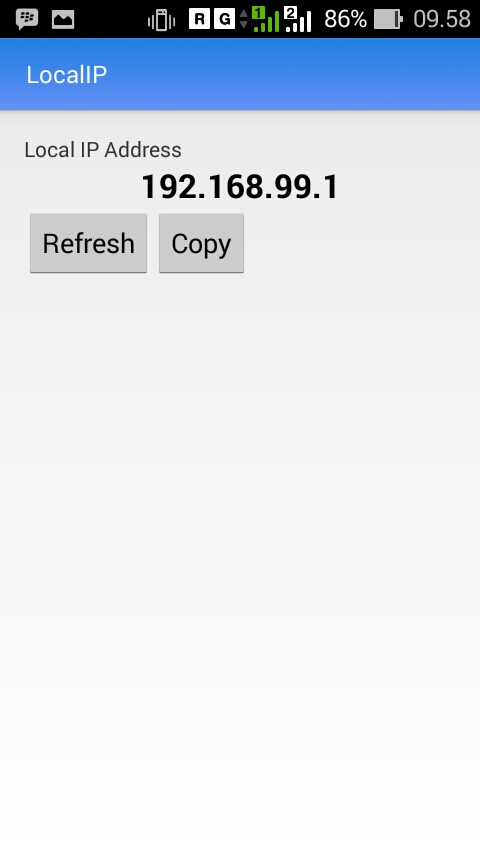 R G 1 2 86% 09.58
LocalIP
Local IP Address
192.168.99.1
Refresh Copy